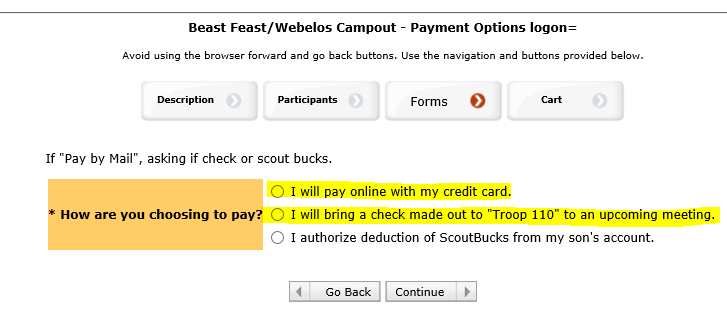 Beast Feast/Webelos Campout - Payment Options logon=
Avoid using the browser forward and go back buttons. Use the navigation and buttons provided below.
Description
Participants
Forms
Cart
If "Pay by Mail", asking if check or scout bucks.
* How are you choosing to pay?
I will pay online with my credit card.
I will bring a check made out to "Troop 110" to an upcoming meeting.
I authorize deduction of ScoutBucks from my son's account.
Go Back
Continue